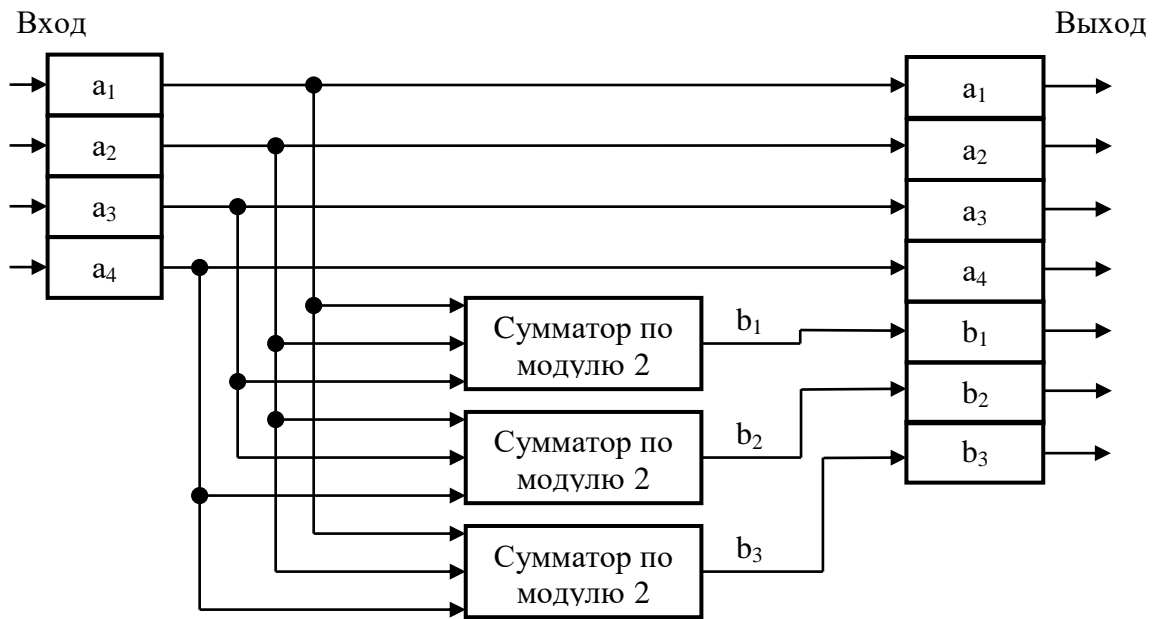 Вход
Выход
a1
a2
a3
a4
a1
a2
a3
a4
b1
b2
b3
Сумматор по
модулю 2
b1
Сумматор по
модулю 2
b2
Сумматор по
модулю 2
b3